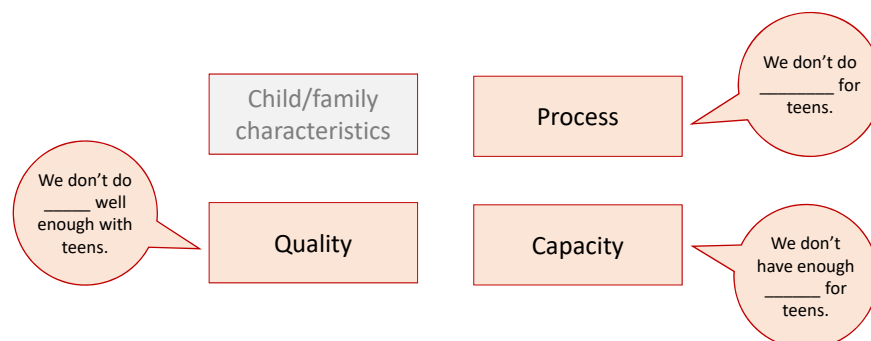 Child/family
characteristics
Process
We don’t do
________ for
teens.
We don’t do
_____ well
enough with
teens.
Quality
Capacity
We don’t
have enough
______ for
teens.